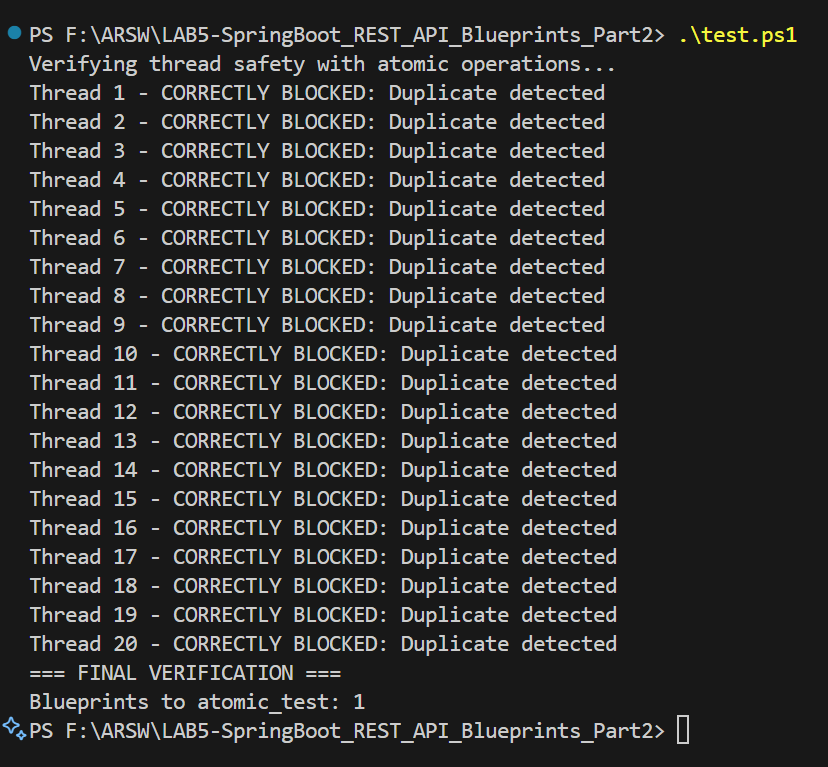 PS F:\ARSW\LAB5-SpringBoot_REST_API_Blueprints_Part2> .\test.ps1
Verifying thread safety with atomic operations...
Thread 1 - CORRECTLY BLOCKED: Duplicate detected
Thread 2 - CORRECTLY BLOCKED: Duplicate detected
Thread 3 - CORRECTLY BLOCKED: Duplicate detected
Thread 4 - CORRECTLY BLOCKED: Duplicate detected
Thread 5 - CORRECTLY BLOCKED: Duplicate detected
Thread 6 - CORRECTLY BLOCKED: Duplicate detected
Thread 7 - CORRECTLY BLOCKED: Duplicate detected
Thread 8 - CORRECTLY BLOCKED: Duplicate detected
Thread 9 - CORRECTLY BLOCKED: Duplicate detected
Thread 10 - CORRECTLY BLOCKED: Duplicate detected
Thread 11 - CORRECTLY BLOCKED: Duplicate detected
Thread 12 - CORRECTLY BLOCKED: Duplicate detected
Thread 13 - CORRECTLY BLOCKED: Duplicate detected
Thread 14 - CORRECTLY BLOCKED: Duplicate detected
Thread 15 - CORRECTLY BLOCKED: Duplicate detected
Thread 16 - CORRECTLY BLOCKED: Duplicate detected
Thread 17 - CORRECTLY BLOCKED: Duplicate detected
Thread 18 - CORRECTLY BLOCKED: Duplicate detected
Thread 19 - CORRECTLY BLOCKED: Duplicate detected
Thread 20 - CORRECTLY BLOCKED: Duplicate detected
=== FINAL VERIFICATION ===
Blueprints to atomic_test: 1
PS F:\ARSW\LAB5-SpringBoot_REST_API_Blueprints_Part2>